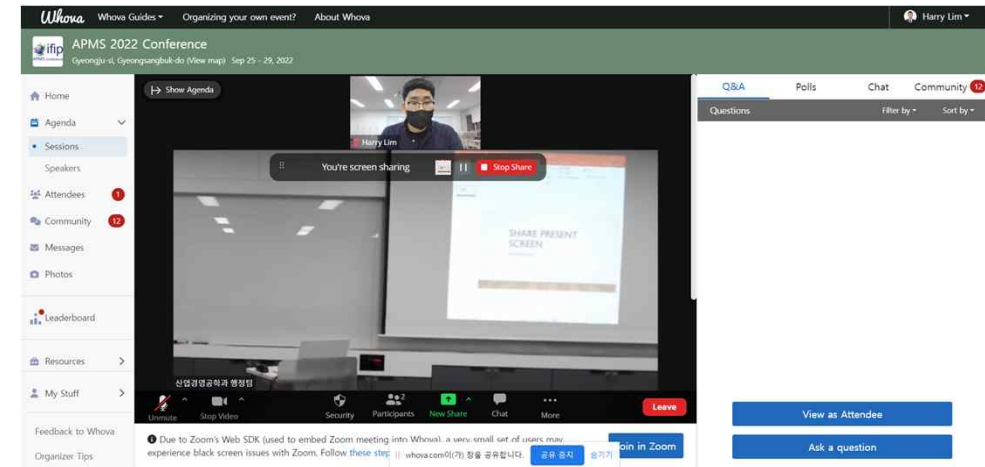 Whova Whova Guides Organizing your own event? About Whova Harry Lim
ifip
APMS 2022 Conference
Gyeongju-si, Gyeongsangbuk-do (View map) Sep 25 - 29, 2022
Home
Agenda
Sessions
Speakers
Attendees 1
Community 12
Messages
Photos
Leaderboard
Resources
My Stuff
Feedback to Whova
Organizer Tips
Show Agenda
Harry Lim
You're screen sharing Stop Share
SHARE PRESENT
SCREEN
산업경영공학과 행정팀
Unmute Stop Video Security Participants 2 New Share Chat More Leave
Due to Zoom's Web SDK (used to embed Zoom meeting into Whova), a very small set of users may
experience black screen issues with Zoom. Follow these step
oin in Zoom
whova.com이(가) 창을 공유합니다. 공유 중지 숨기기
Q&A Polls Chat Community 12
Questions Filter by Sort by
View as Attendee
Ask a question